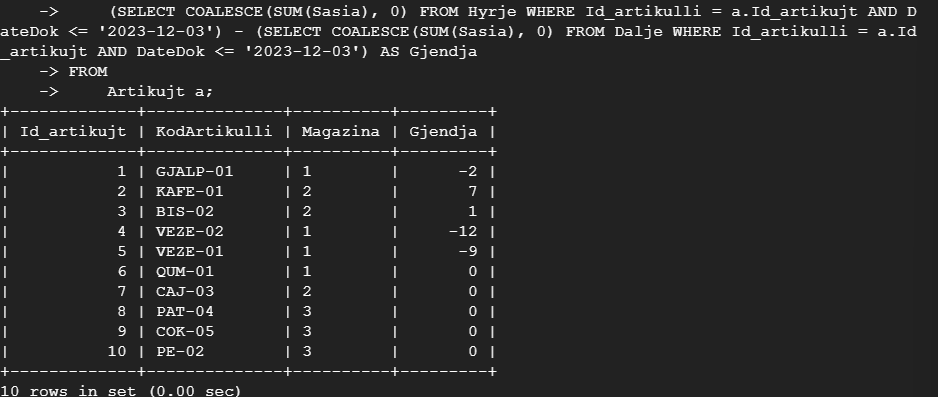 -> (SELECT COALESCE(SUM(Sasia), 0) FROM Hyrje WHERE Id_artikulli = a.Id_artikujt AND D
ateDok <= '2023-12-03') - (SELECT COALESCE(SUM(Sasia), 0) FROM Dalje WHERE Id_artikulli = a.Id
_artikujt AND DateDok <= '2023-12-03') AS Gjendja
    -> FROM
    ->     Artikujt a;
+-------------+--------------+----------+---------+
| Id_artikujt | KodArtikulli | Magazina | Gjendja |
+-------------+--------------+----------+---------+
|           1 | GJALP-01     | 1        |      -2 |
|           2 | KAFE-01      | 2        |       7 |
|           3 | BIS-02       | 2        |       1 |
|           4 | VEZE-02      | 1        |     -12 |
|           5 | VEZE-01      | 1        |      -9 |
|           6 | QUM-01       | 1        |       0 |
|           7 | CAJ-03       | 2        |       0 |
|           8 | PAT-04       | 3        |       0 |
|           9 | COK-05       | 3        |       0 |
|          10 | PE-02        | 3        |       0 |
+-------------+--------------+----------+---------+
10 rows in set (0.00 sec)